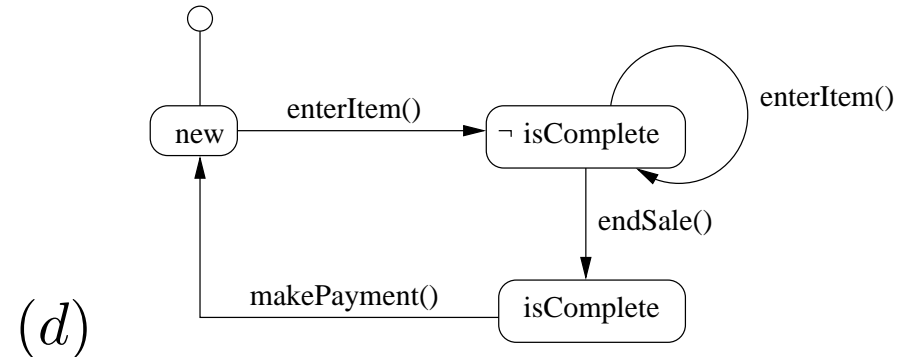 enterItem()
enterItem()
new
¬ isComplete
endSale()
makePayment()
isComplete
(d)